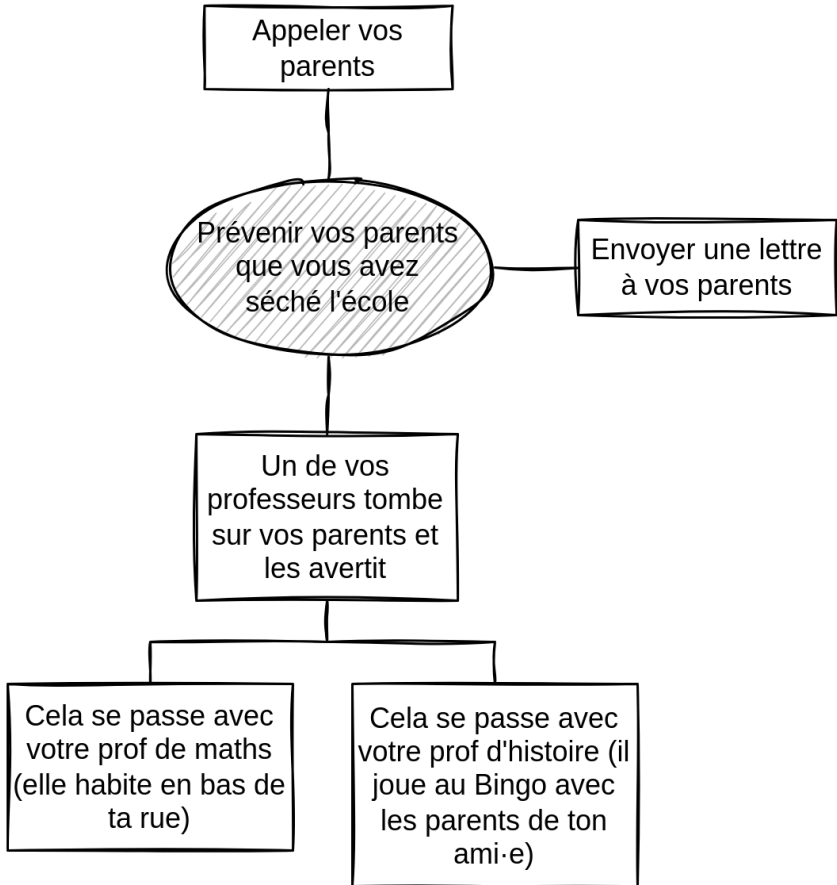 Appeler vos
parents
Prévenir vos parents
que vous avez
séché l'école
Envoyer une lettre
à vos parents
Un de vos
professeurs tombe
sur vos parents et
les avertit
Cela se passe avec
votre prof de maths
(elle habite en bas de
ta rue)
Cela se passe avec
votre prof d'histoire (il
joue au Bingo avec
les parents de ton
ami·e)